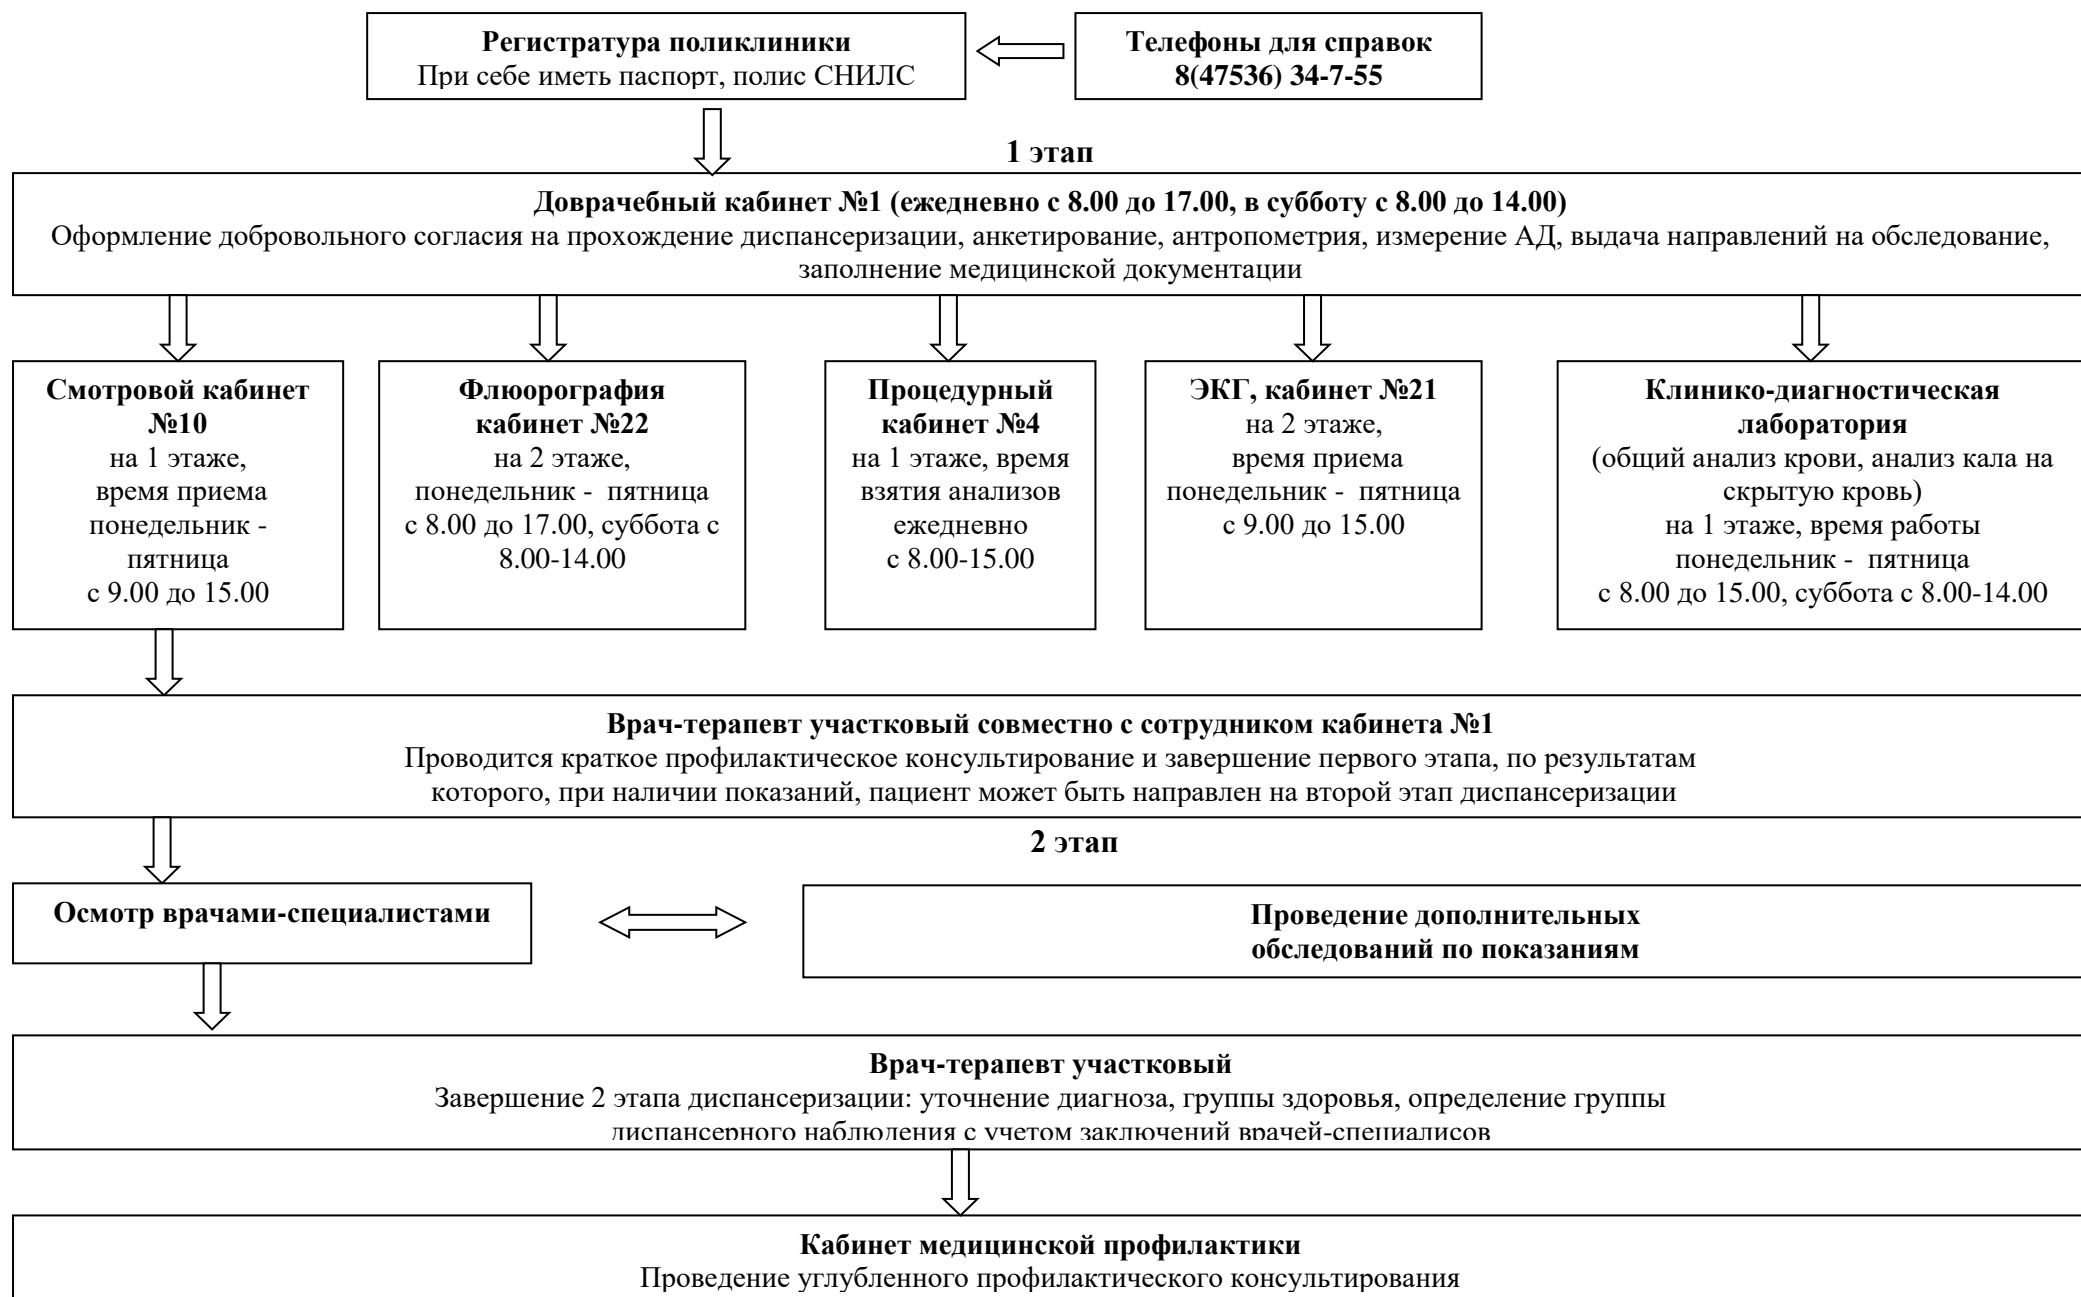 Регистратура поликлиники
При себе иметь паспорт, полис СНИЛС
Телефоны для справок
8(47536) 34-7-55
1 этап
Доврачебный кабинет №1 (ежедневно с 8.00 до 17.00, в субботу с 8.00 до 14.00)
Оформление добровольного согласия на прохождение диспансеризации, анкетирование, антропометрия, измерение АД, выдача направлений на обследование,
заполнение медицинской документации
Смотровой кабинет
№10
на 1 этаже,
время приема
понедельник -
пятница
с 9.00 до 15.00
Флюорография
кабинет №22
на 2 этаже,
понедельник - пятница
с 8.00 до 17.00, суббота с
8.00-14.00
Процедурный
кабинет №4
на 1 этаже, время
взятия анализов
ежедневно
с 8.00-15.00
ЭКГ, кабинет №21
на 2 этаже,
время приема
понедельник - пятница
с 9.00 до 15.00
Клинико-диагностическая
лаборатория
(общий анализ крови, анализ кала на
скрытую кровь)
на 1 этаже, время работы
понедельник - пятница
с 8.00 до 15.00, суббота с 8.00-14.00
Врач-терапевт участковый совместно с сотрудником кабинета №1
Проводится краткое профилактическое консультирование и завершение первого этапа, по результатам
которого, при наличии показаний, пациент может быть направлен на второй этап диспансеризации
2 этап
Осмотр врачами-специалистами
Проведение дополнительных
обследований по показаниям
Врач-терапевт участковый
Завершение 2 этапа диспансеризации: уточнение диагноза, группы здоровья, определение группы
диспансерного наблюдения с учетом заключений врачей-специалисов
Кабинет медицинской профилактики
Проведение углубленного профилактического консультирования